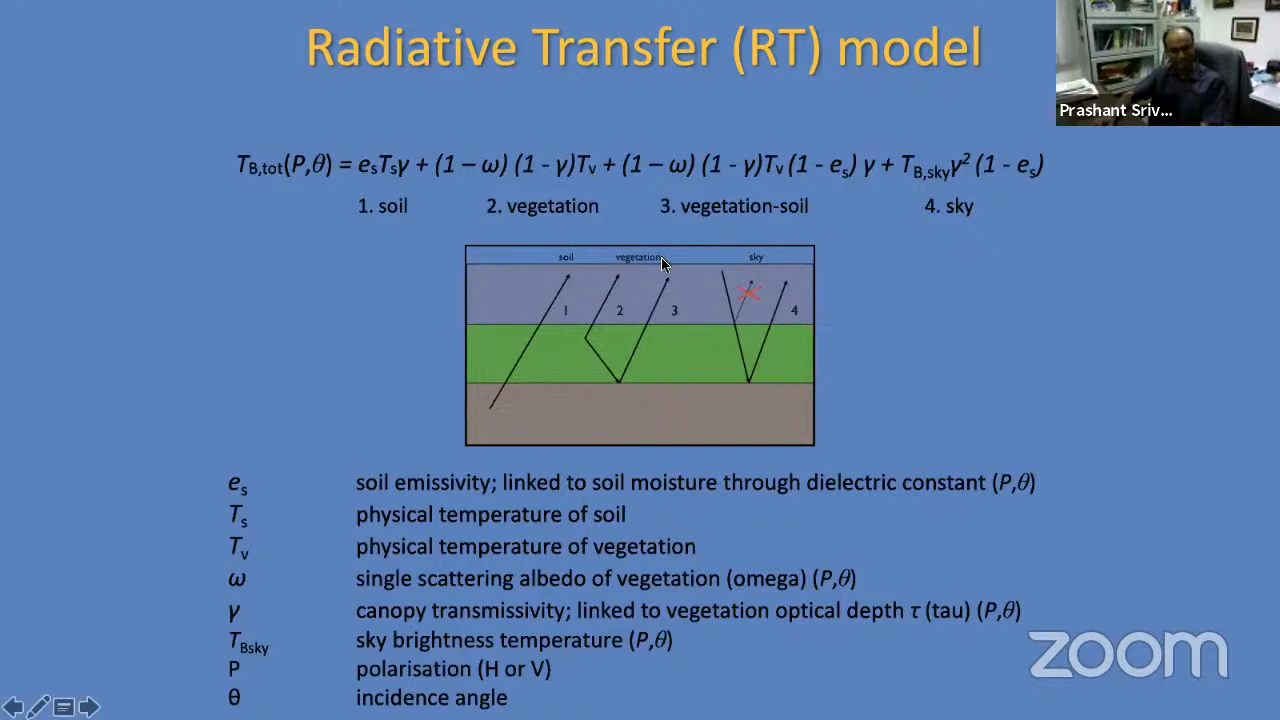 Radiative Transfer (RT) model
Prashant Sriv...
T_B,tot(P,θ) = e_sT_sγ + (1 – ω) (1 - γ)T_v + (1 – ω) (1 - γ)T_v (1 - e_s) γ + T_B,skyγ² (1 - e_s)
1. soil 2. vegetation 3. vegetation-soil 4. sky
soil vegetation sky
1 2 3 4
e_s soil emissivity; linked to soil moisture through dielectric constant (P,θ)
T_s physical temperature of soil
T_v physical temperature of vegetation
ω single scattering albedo of vegetation (omega) (P,θ)
γ canopy transmissivity; linked to vegetation optical depth τ (tau) (P,θ)
T_Bsky sky brightness temperature (P,θ)
P polarisation (H or V)
θ incidence angle
zoom